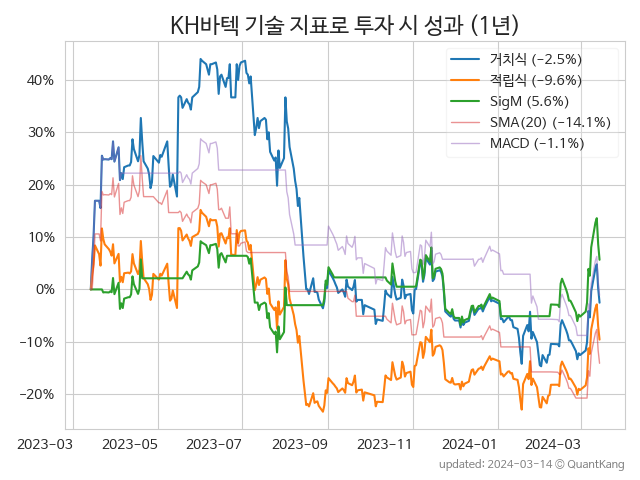 KH바텍 기술 지표로 투자 시 성과 (1년)
거치식 (−2.5%)
적립식 (−9.6%)
SigM (5.6%)
SMA(20) (−14.1%)
MACD (−1.1%)
40%
30%
20%
10%
0%
−10%
−20%
2023-03 2023-05 2023-07 2023-09 2023-11 2024-01 2024-03
updated: 2024-03-14 © QuantKang